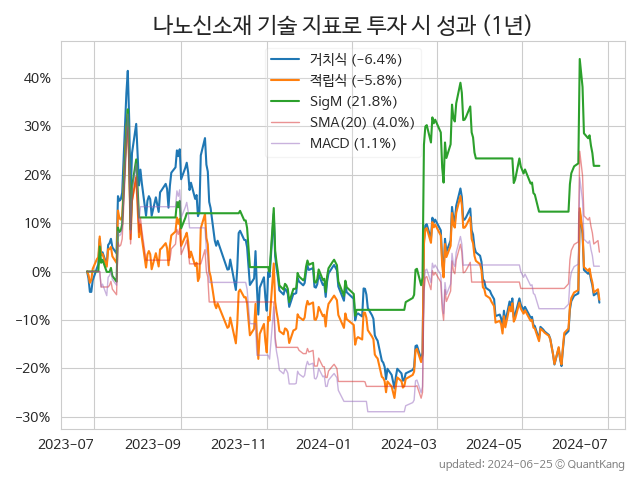 나노신소재 기술 지표로 투자 시 성과 (1년)
거치식 (−6.4%)
적립식 (−5.8%)
SigM (21.8%)
SMA(20) (4.0%)
MACD (1.1%)
40%
30%
20%
10%
0%
−10%
−20%
−30%
2023-07 2023-09 2023-11 2024-01 2024-03 2024-05 2024-07
updated: 2024-06-25 © QuantKang